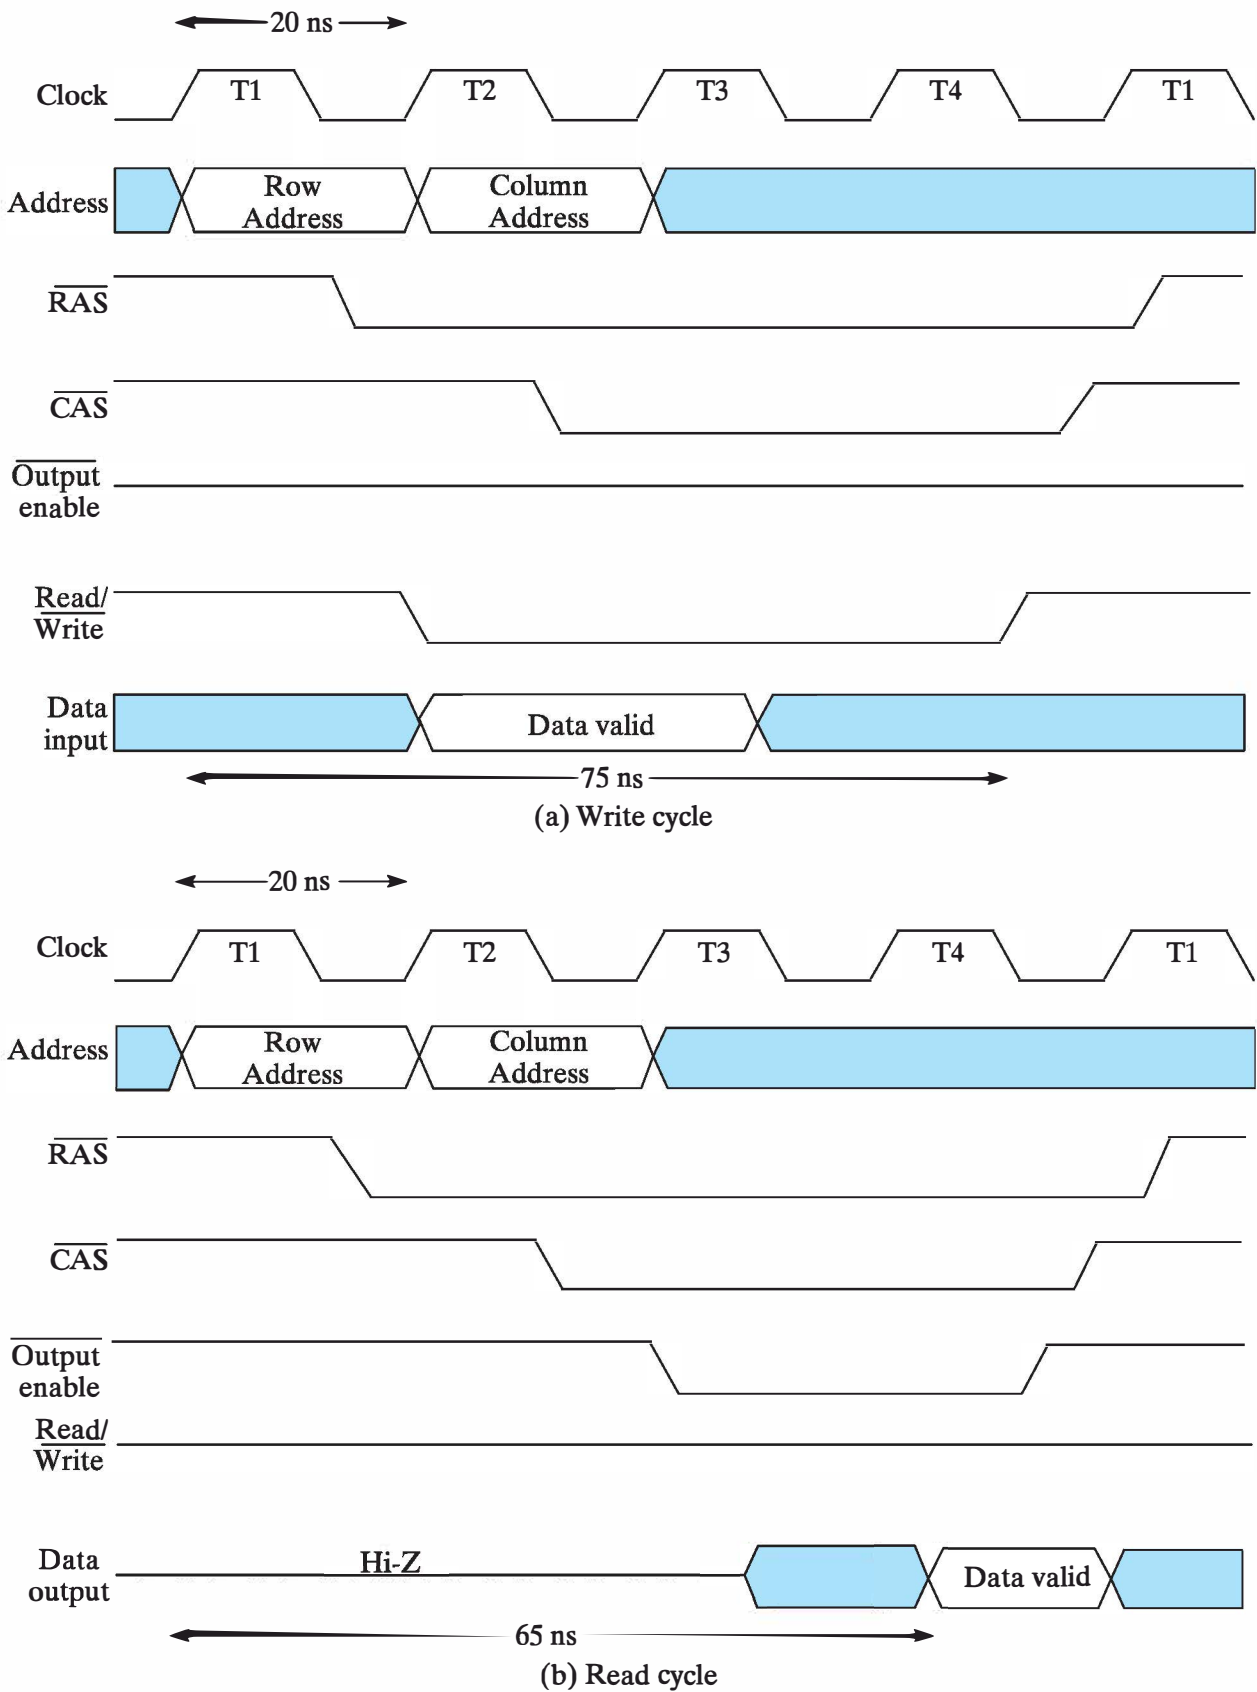 20 ns
Clock T1 T2 T3 T4 T1
Address Row Address Column Address
RAS
CAS
Output
enable
Read/
Write
Data
input Data valid
75 ns
(a) Write cycle
20 ns
Clock T1 T2 T3 T4 T1
Address Row Address Column Address
RAS
CAS
Output
enable
Read/
Write
Data Hi-Z Data valid
output
65 ns
(b) Read cycle